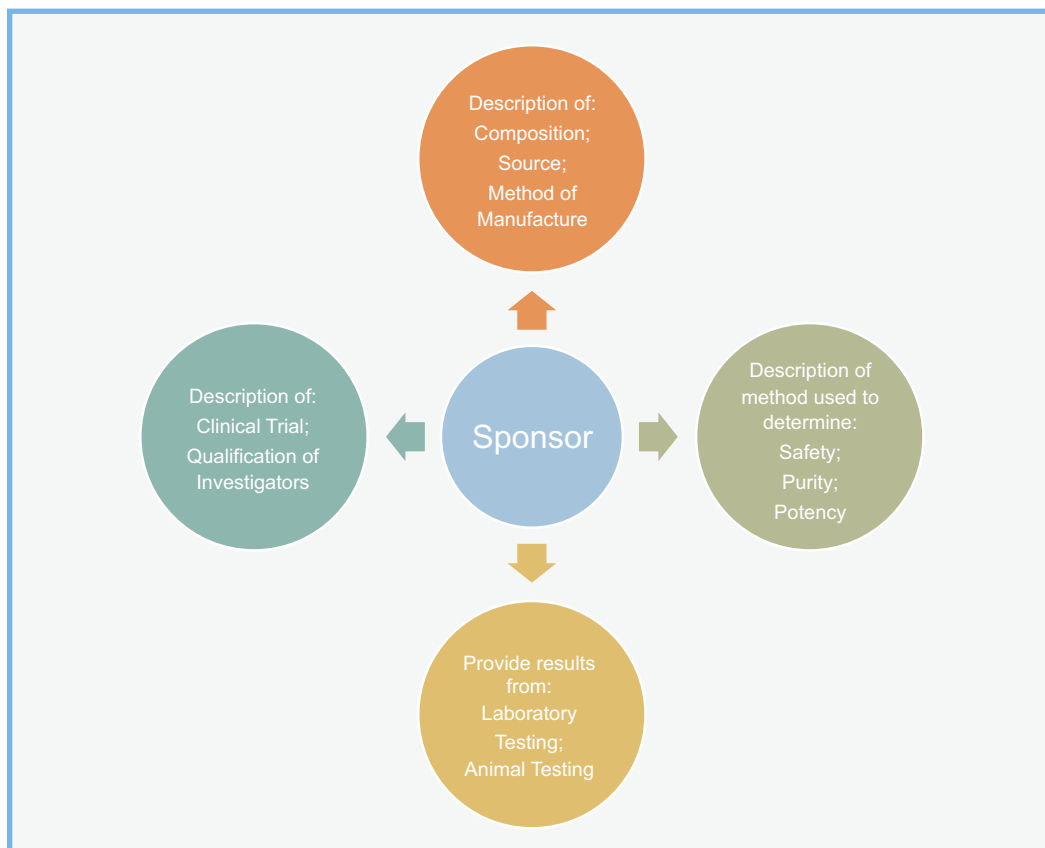 Description of:
Composition;
Source;
Method of
Manufacture
Description of:
Clinical Trial;
Qualification of
Investigators
Sponsor
Description of
method used to
determine:
Safety;
Purity;
Potency
Provide results
from:
Laboratory
Testing;
Animal Testing